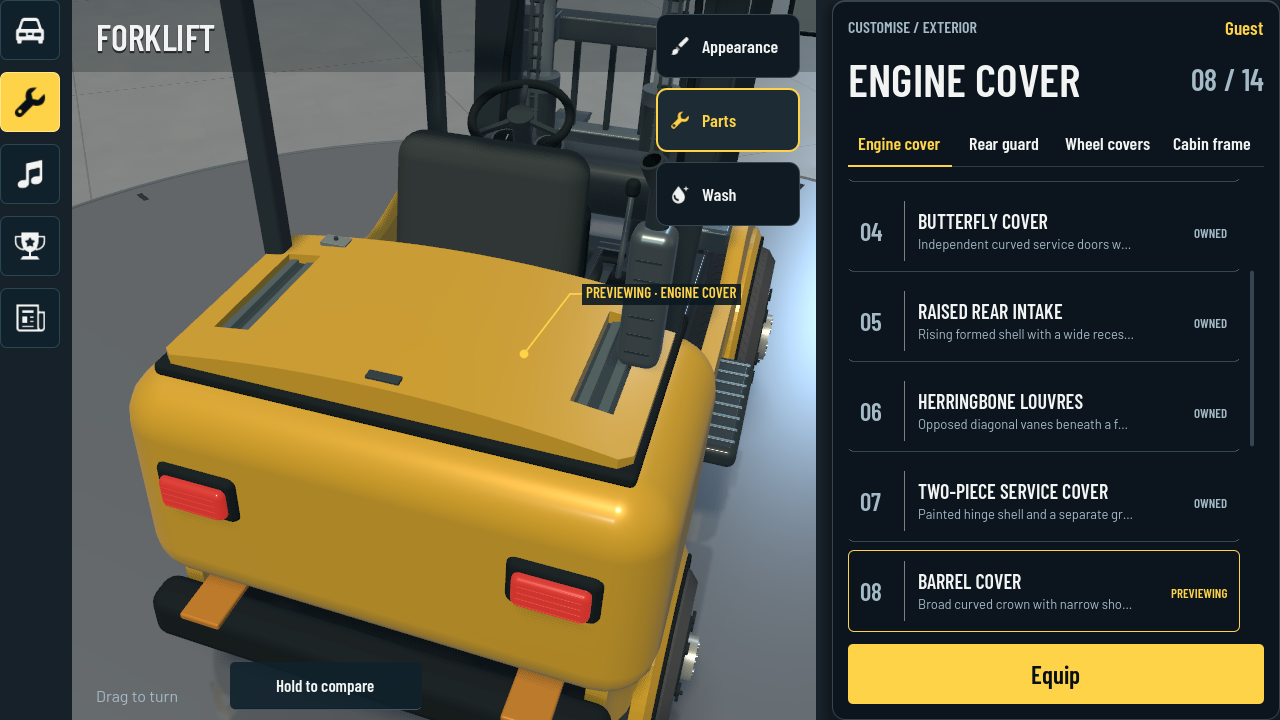 FORKLIFT
Appearance
Parts
Wash
PREVIEWING · ENGINE COVER
Drag to turn
Hold to compare
CUSTOMISE / EXTERIOR
Guest
ENGINE COVER
08 / 14
Engine cover
Rear guard
Wheel covers
Cabin frame
04
BUTTERFLY COVER
Independent curved service doors w...
OWNED
05
RAISED REAR INTAKE
Rising formed shell with a wide reces...
OWNED
06
HERRINGBONE LOUVRES
Opposed diagonal vanes beneath a f...
OWNED
07
TWO-PIECE SERVICE COVER
Painted hinge shell and a separate gr...
OWNED
08
BARREL COVER
Broad curved crown with narrow sho...
PREVIEWING
Equip